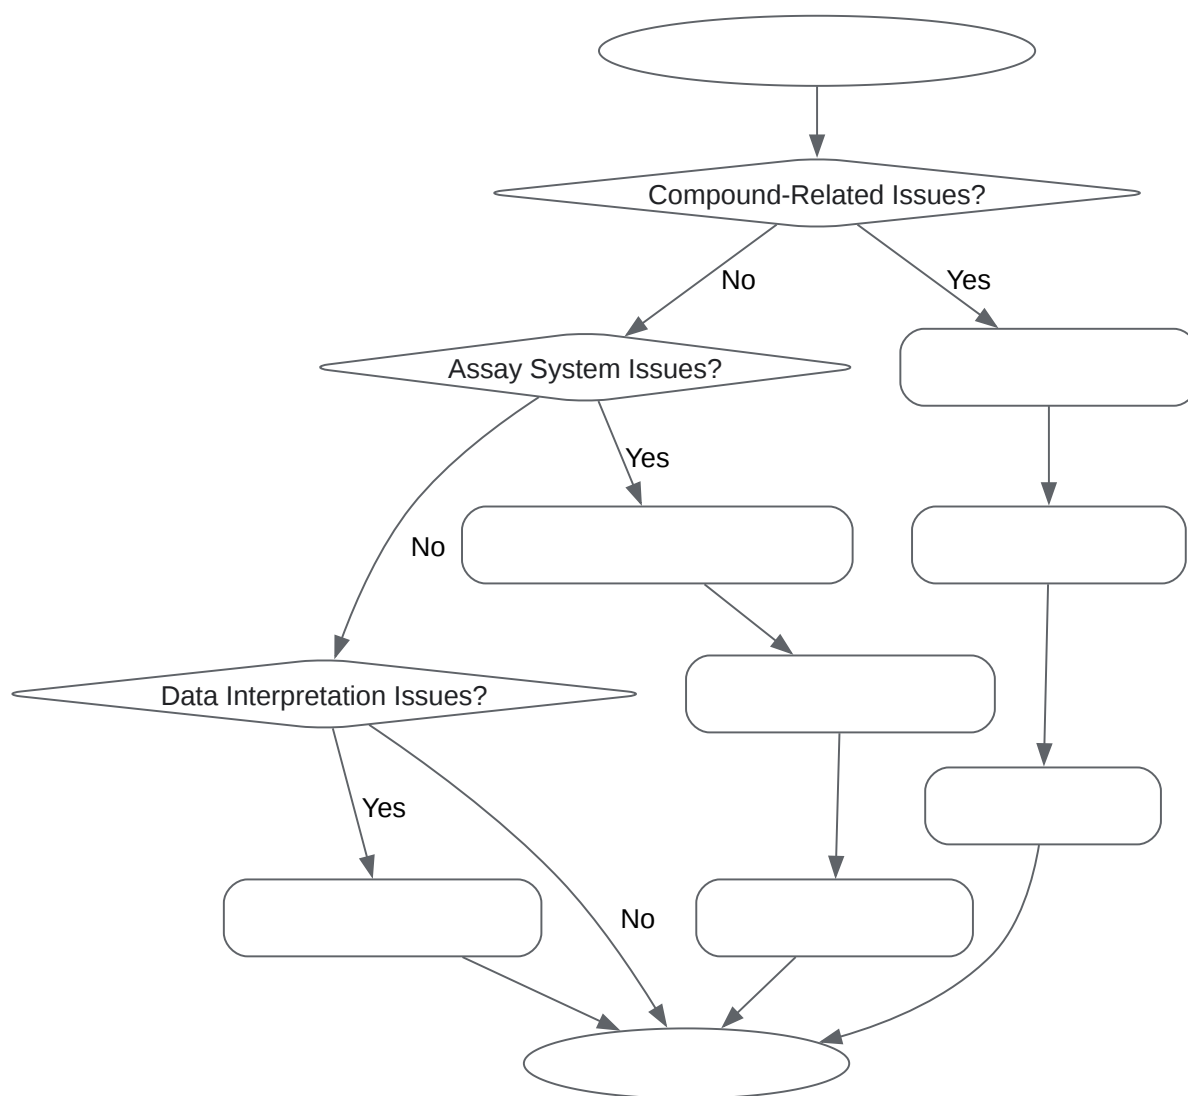 Compound-Related Issues?
No
Yes
Assay System Issues?
Yes
No
Data Interpretation Issues?
Yes
No